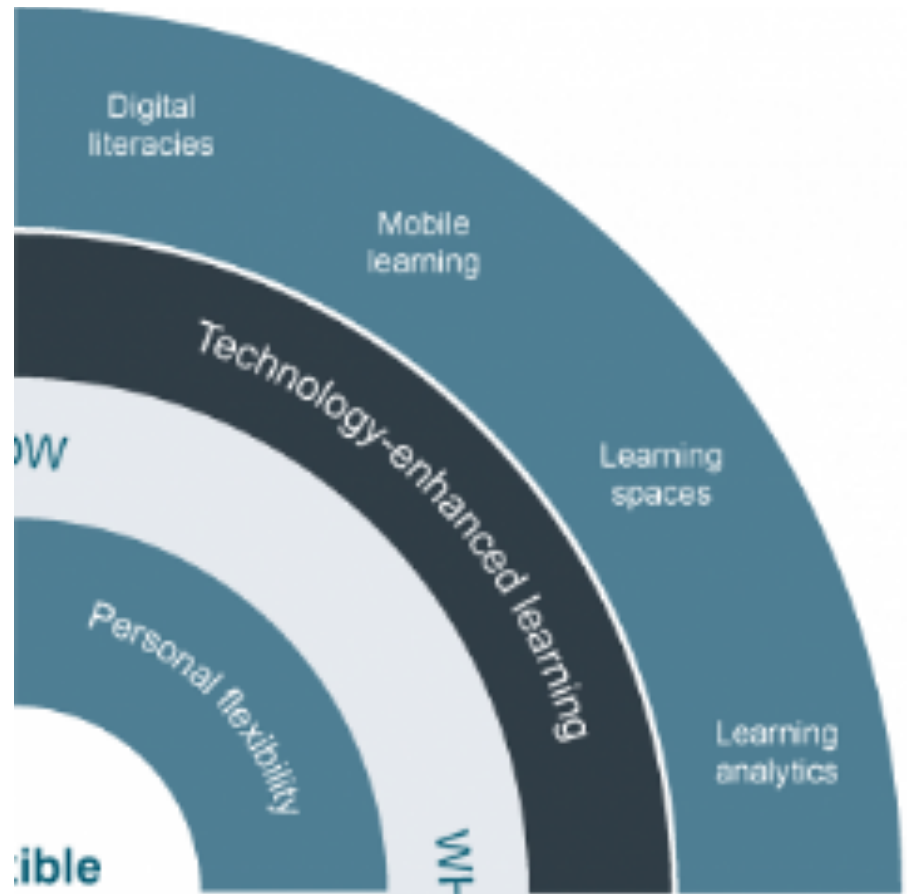 Digital
literacies
Mobile
learning
Technology-enhanced learning
Learning
spaces
Personal flexibility
Learning
analytics